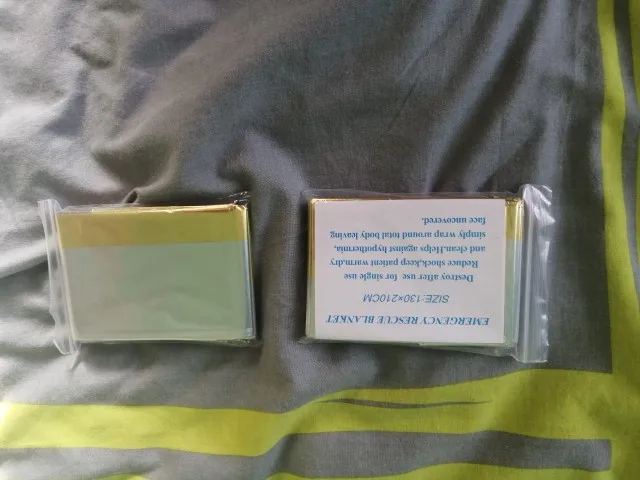 EMERGENCY RESCUE BLANKET
SIZE:130×210CM
Destroy after use for single use
Reduce shock,keep patient warm,dry
and clean.Helps against hypothermia,
simply wrap around total body leaving
face uncovered.